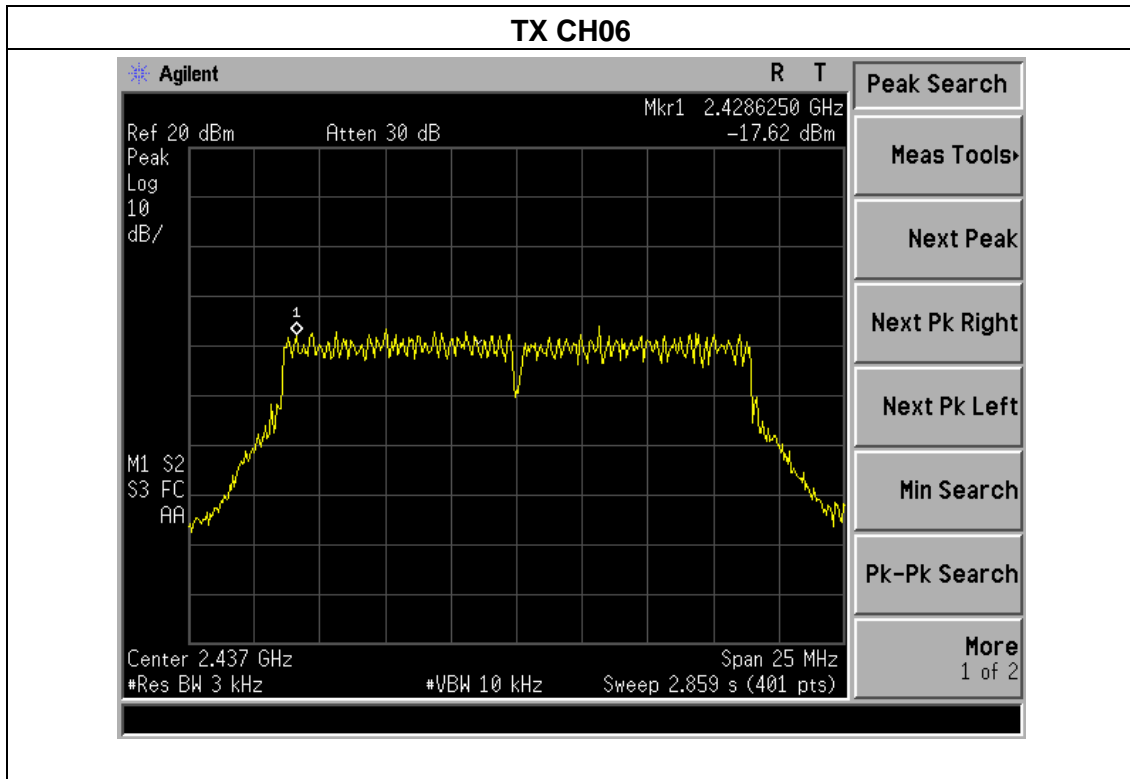 TX CH06
Agilent R T
Peak Search
Mkr1 2.4286250 GHz
Ref 20 dBm Atten 30 dB -17.62 dBm
Peak
Log
10
dB/
1
M1 S2
S3 FC
AA
Center 2.437 GHz Span 25 MHz
#Res BW 3 kHz #VBW 10 kHz Sweep 2.859 s (401 pts)
Meas Tools
Next Peak
Next Pk Right
Next Pk Left
Min Search
Pk-Pk Search
More
1 of 2